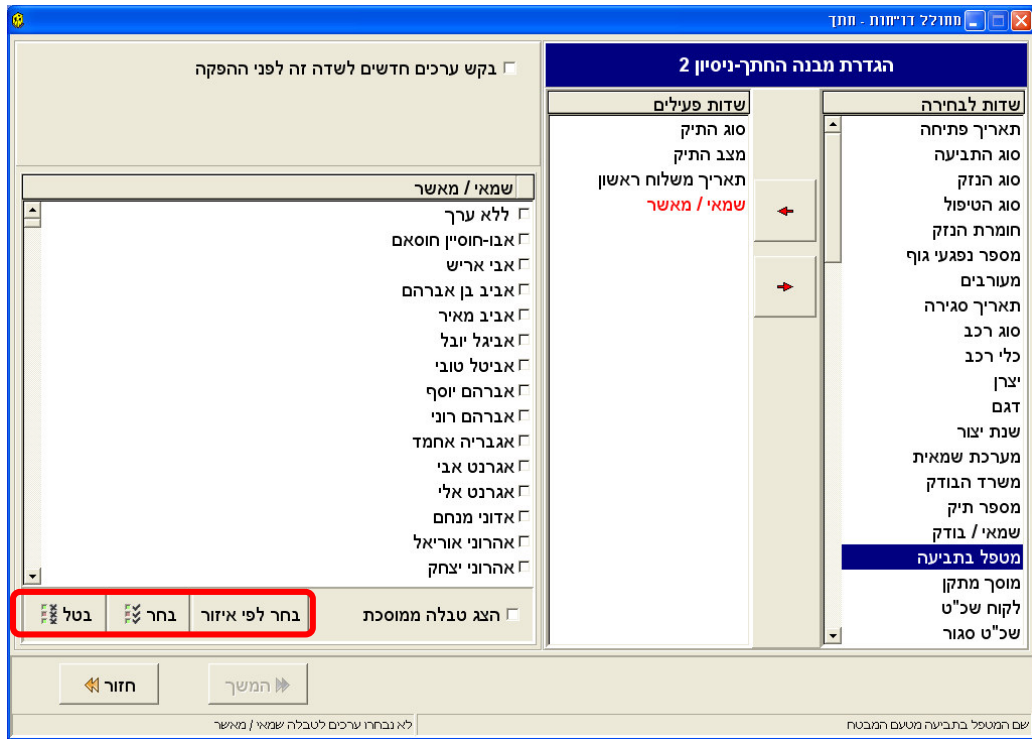 מחולל דו״חות - חתך
הגדרת מבנה החתך-ניסיון 2
שדות לבחירה
תאריך פתיחה
סוג התביעה
סוג הנזק
סוג הטיפול
חומרת הנזק
מספר נפגעי גוף
מעורבים
תאריך סגירה
סוג רכב
כלי רכב
יצרן
דגם
שנת יצור
מערכת שמאית
משרד הבודק
מספר תיק
שמאי / בודק
מטפל בתביעה
מוסך מתקן
לקוח שכ"ט
שכ"ט סגור
שדות פעילים
סוג התיק
מצב התיק
תאריך משלוח ראשון
שמאי / מאשר
בקש ערכים חדשים לשדה זה לפני ההפקה
שמאי / מאשר
ללא ערך
אבו-חוסיין חוסאם
אבי אריש
אביב בן אברהם
אביב מאיר
אביגל יובל
אביטל טובי
אברהם יוסף
אברהם רוני
אגבריה אחמד
אגרנט אבי
אגרנט אלי
אדוני מנחם
אהרוני אוריאל
אהרוני יצחק
הצג טבלה ממוסכת
בחר לפי איזור
בחר
בטל
המשך
חזור
שם המטפל בתביעה מטעם המבטח
לא נבחרו ערכים לטבלה שמאי / מאשר